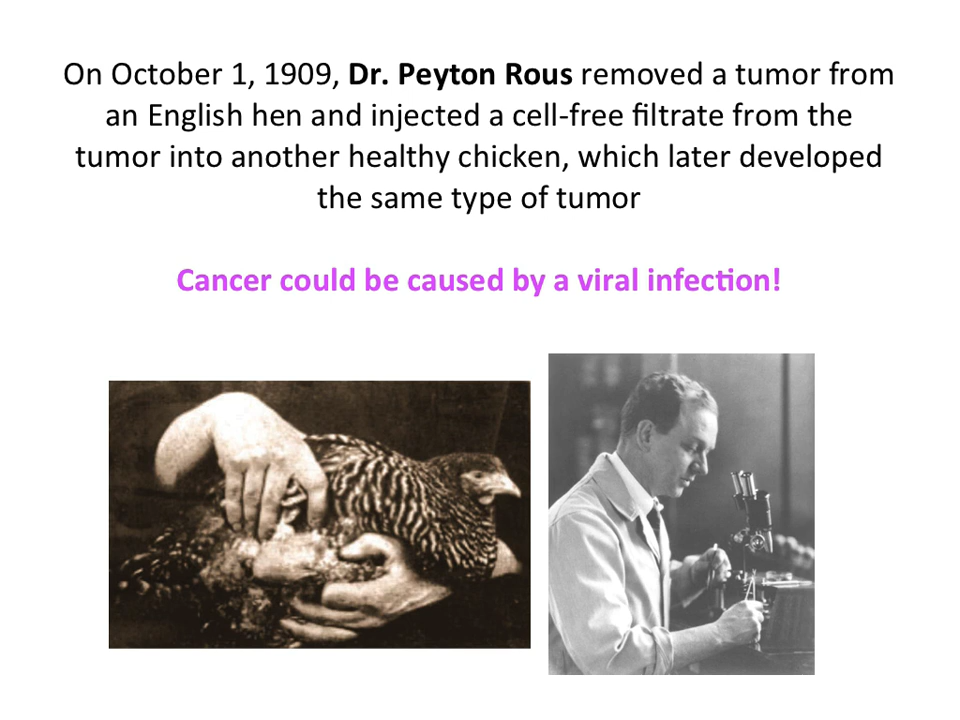 On October 1, 1909, Dr. Peyton Rous removed a tumor from
an English hen and injected a cell-free filtrate from the
tumor into another healthy chicken, which later developed
the same type of tumor
Cancer could be caused by a viral infection!